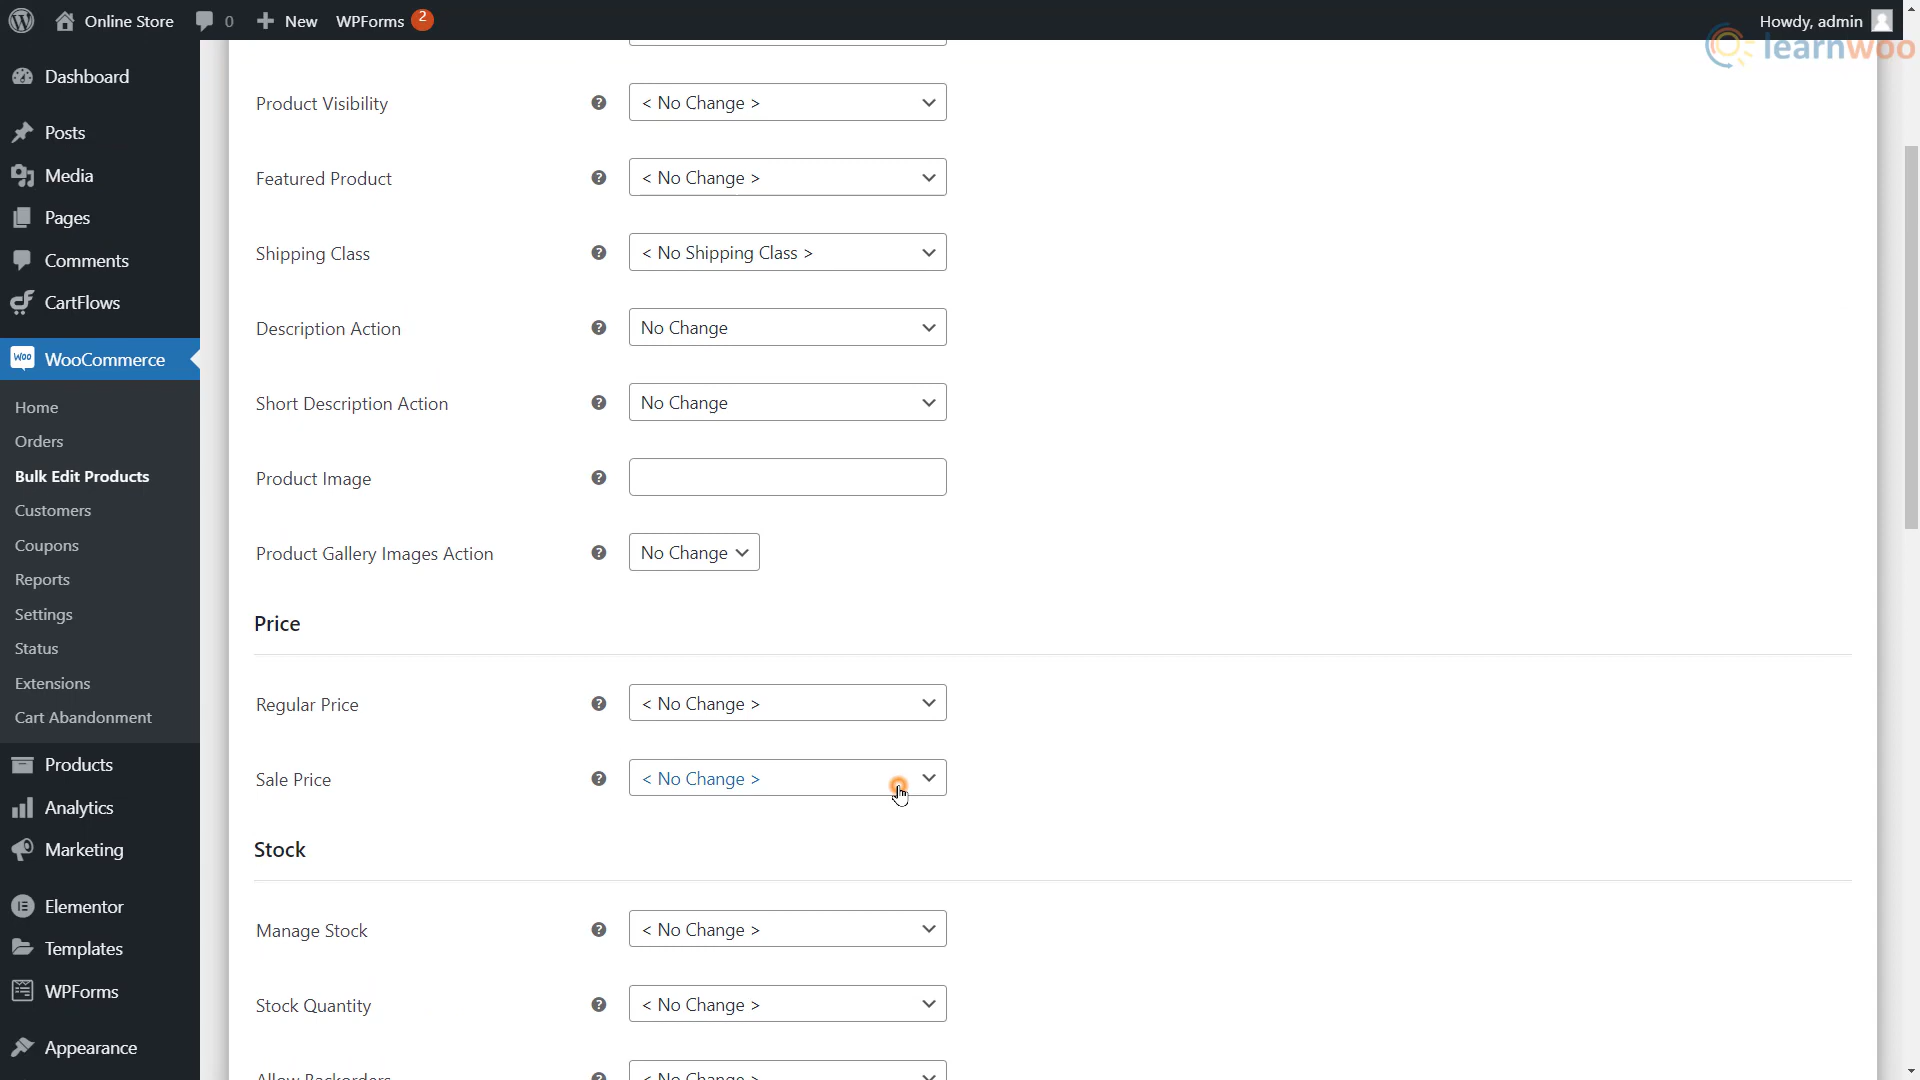 Online Store
0
New
WPForms
2
Howdy, admin
learnwoo
Dashboard
Posts
Media
Pages
Comments
CartFlows
Woo
WooCommerce
Home
Orders
Bulk Edit Products
Customers
Coupons
Reports
Settings
Status
Extensions
Cart Abandonment
Products
Analytics
Marketing
Elementor
Templates
WPForms
Appearance
Product Visibility
? < No Change >
Featured Product
? < No Change >
Shipping Class
? < No Shipping Class >
Description Action
? No Change
Short Description Action
? No Change
Product Image
?
Product Gallery Images Action
? No Change
Price
Regular Price
? < No Change >
Sale Price
? < No Change >
Stock
Manage Stock
? < No Change >
Stock Quantity
? < No Change >
Allow Backorders
? < No Change >